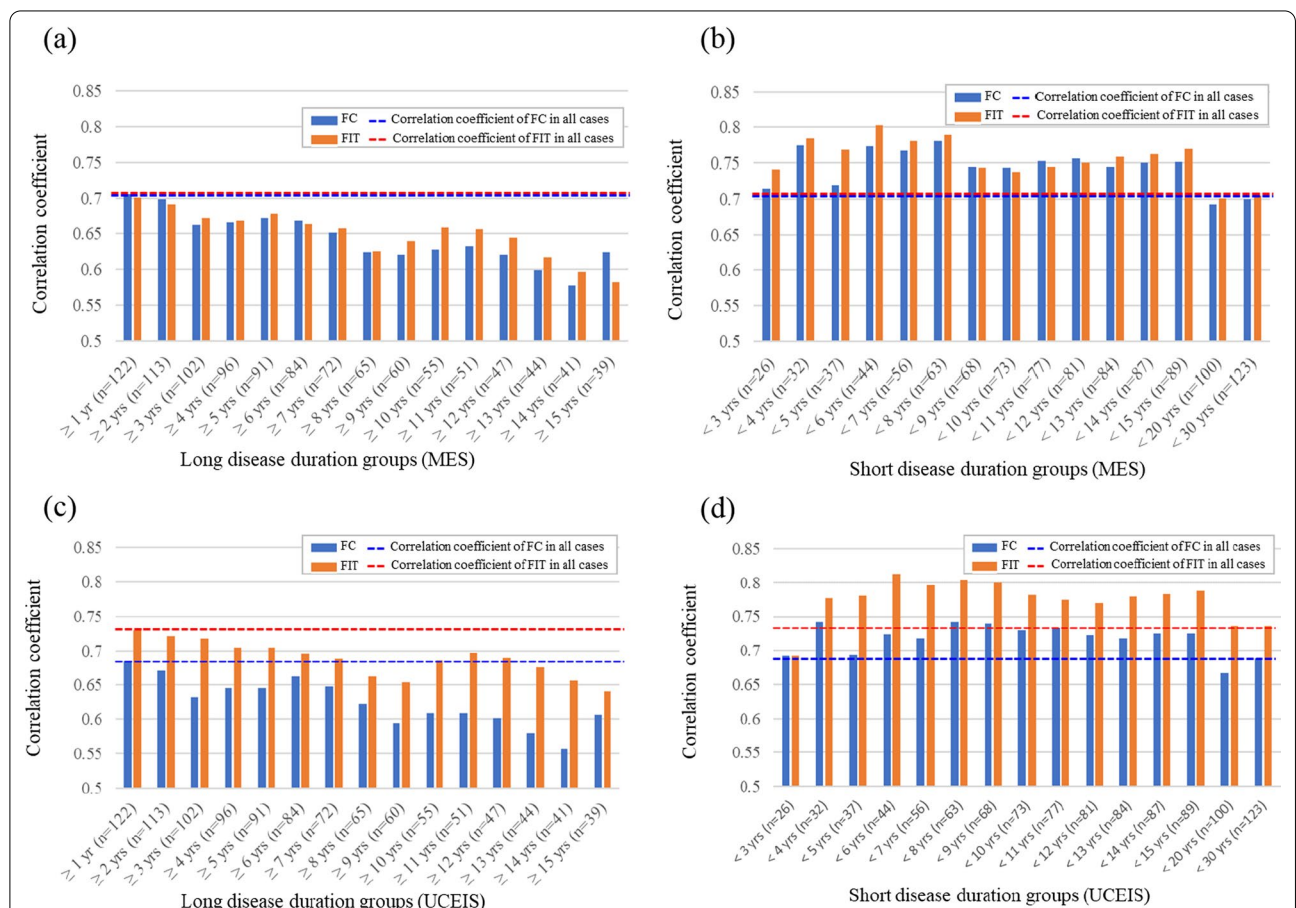 (a)
0.85
0.8
0.75
0.7
0.65
0.6
0.55
0.5
Correlation coefficient
FC
Correlation coefficient of FC in all cases
FIT
Correlation coefficient of FIT in all cases
≥ 1 yr (n=122)
≥ 2 yrs (n=113)
≥ 3 yrs (n=102)
≥ 4 yrs (n=96)
≥ 5 yrs (n=91)
≥ 6 yrs (n=84)
≥ 7 yrs (n=72)
≥ 8 yrs (n=65)
≥ 9 yrs (n=60)
≥ 10 yrs (n=55)
≥ 11 yrs (n=51)
≥ 12 yrs (n=47)
≥ 13 yrs (n=44)
≥ 14 yrs (n=41)
≥ 15 yrs (n=39)
Long disease duration groups (MES)
(b)
0.85
0.8
0.75
0.7
0.65
0.6
0.55
0.5
Correlation coefficient
FC
Correlation coefficient of FC in all cases
FIT
Correlation coefficient of FIT in all cases
< 3 yrs (n=26)
< 4 yrs (n=32)
< 5 yrs (n=37)
< 6 yrs (n=44)
< 7 yrs (n=56)
< 8 yrs (n=63)
< 9 yrs (n=68)
< 10 yrs (n=73)
< 11 yrs (n=77)
< 12 yrs (n=81)
< 13 yrs (n=84)
< 14 yrs (n=87)
< 15 yrs (n=89)
< 20 yrs (n=100)
< 30 yrs (n=123)
Short disease duration groups (MES)
(c)
0.85
0.8
0.75
0.7
0.65
0.6
0.55
0.5
Correlation coefficient
FC
Correlation coefficient of FC in all cases
FIT
Correlation coefficient of FIT in all cases
≥ 1 yr (n=122)
≥ 2 yrs (n=113)
≥ 3 yrs (n=102)
≥ 4 yrs (n=96)
≥ 5 yrs (n=91)
≥ 6 yrs (n=84)
≥ 7 yrs (n=72)
≥ 8 yrs (n=65)
≥ 9 yrs (n=60)
≥ 10 yrs (n=55)
≥ 11 yrs (n=51)
≥ 12 yrs (n=47)
≥ 13 yrs (n=44)
≥ 14 yrs (n=41)
≥ 15 yrs (n=39)
Long disease duration groups (UCEIS)
(d)
0.85
0.8
0.75
0.7
0.65
0.6
0.55
0.5
Correlation coefficient
FC
Correlation coefficient of FC in all cases
FIT
Correlation coefficient of FIT in all cases
<3 yrs (n=26)
<4 yrs (n=32)
<5 yrs (n=37)
<6 yrs (n=44)
<7 yrs (n=56)
<8 yrs (n=63)
<9 yrs (n=68)
<10 yrs (n=73)
<11 yrs (n=77)
<12 yrs (n=81)
<13 yrs (n=84)
<14 yrs (n=87)
<15 yrs (n=89)
<20 yrs (n=100)
<30 yrs (n=123)
Short disease duration groups (UCEIS)